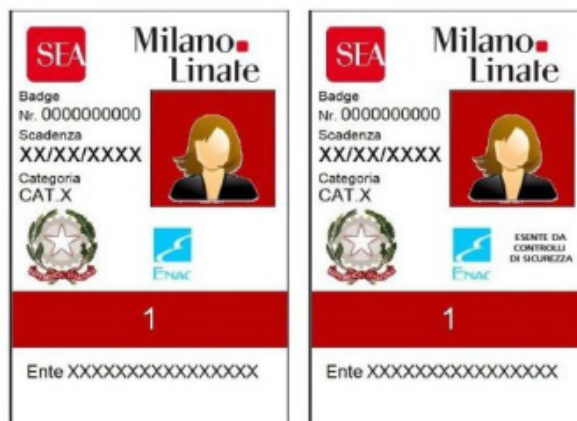 SEA
Milano
Linate
Badge
Nr. 0000000000
Scadenza
XX/XX/XXXX
Categoria
CAT.X
ENAC
1
Ente XXXXXXXXXXXXXXXX
SEA
Milano
Linate
Badge
Nr. 0000000000
Scadenza
XX/XX/XXXX
Categoria
CAT.X
ENAC
ESENTE DA
CONTROLLI
DI SICUREZZA
1
Ente XXXXXXXXXXXXXXXX